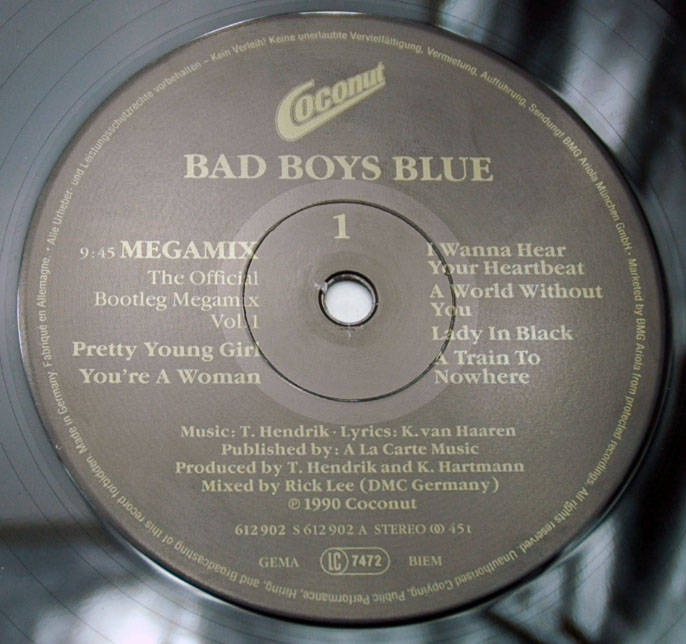 Coconut
BAD BOYS BLUE
1
9:45 MEGAMIX
The Official
Bootleg Megamix
Vol. 1
Pretty Young Girl
You're A Woman
I Wanna Hear
Your Heartbeat
A World Without
You
Lady In Black
A Train To
Nowhere
Music: T. Hendrik · Lyrics: K. van Haaren
Published by: A La Carte Music
Produced by T. Hendrik and K. Hartmann
Mixed by Rick Lee (DMC Germany)
℗ 1990 Coconut
612 902 S 612 902 A STEREO 45 t
GEMA LC 7472 BIEM
Alle Urheber- und Leistungsschutzrechte vorbehalten – Kein Verleih! Keine unerlaubte Vervielfältigung, Vermietung, Aufführung, Sendung! BMG Ariola München GmbH · Marketed by BMG Ariola from protected recordings. All rights reserved. Unauthorised Copying, Public Performance, Hiring, and Broadcasting of this record forbidden. Made in Germany Fabriqué en Allemagne. ·